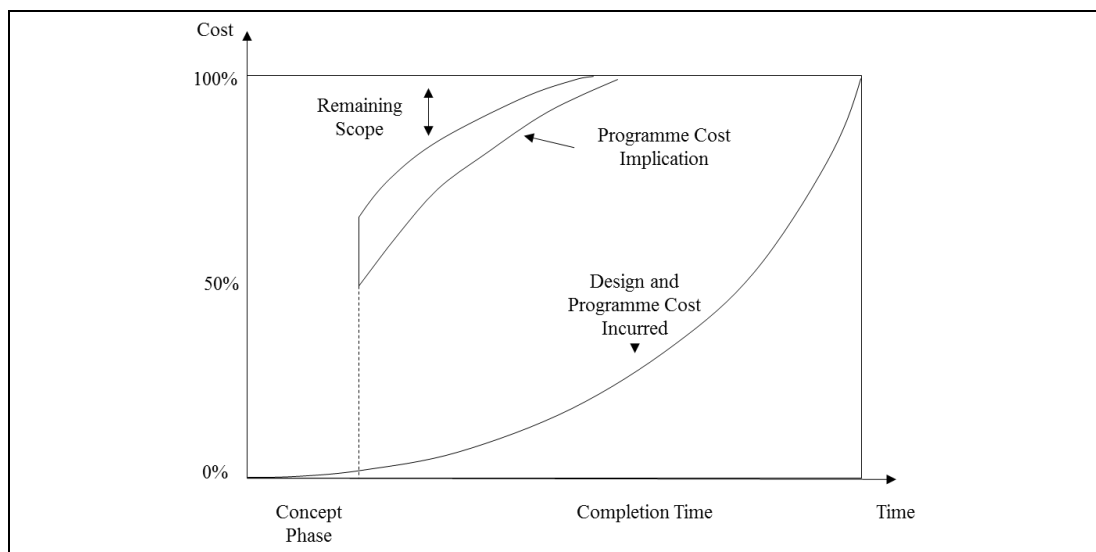 Cost
100%
Remaining
Scope
Programme Cost
Implication
50%
Design and
Programme Cost
Incurred
0%
Concept
Phase
Completion Time
Time